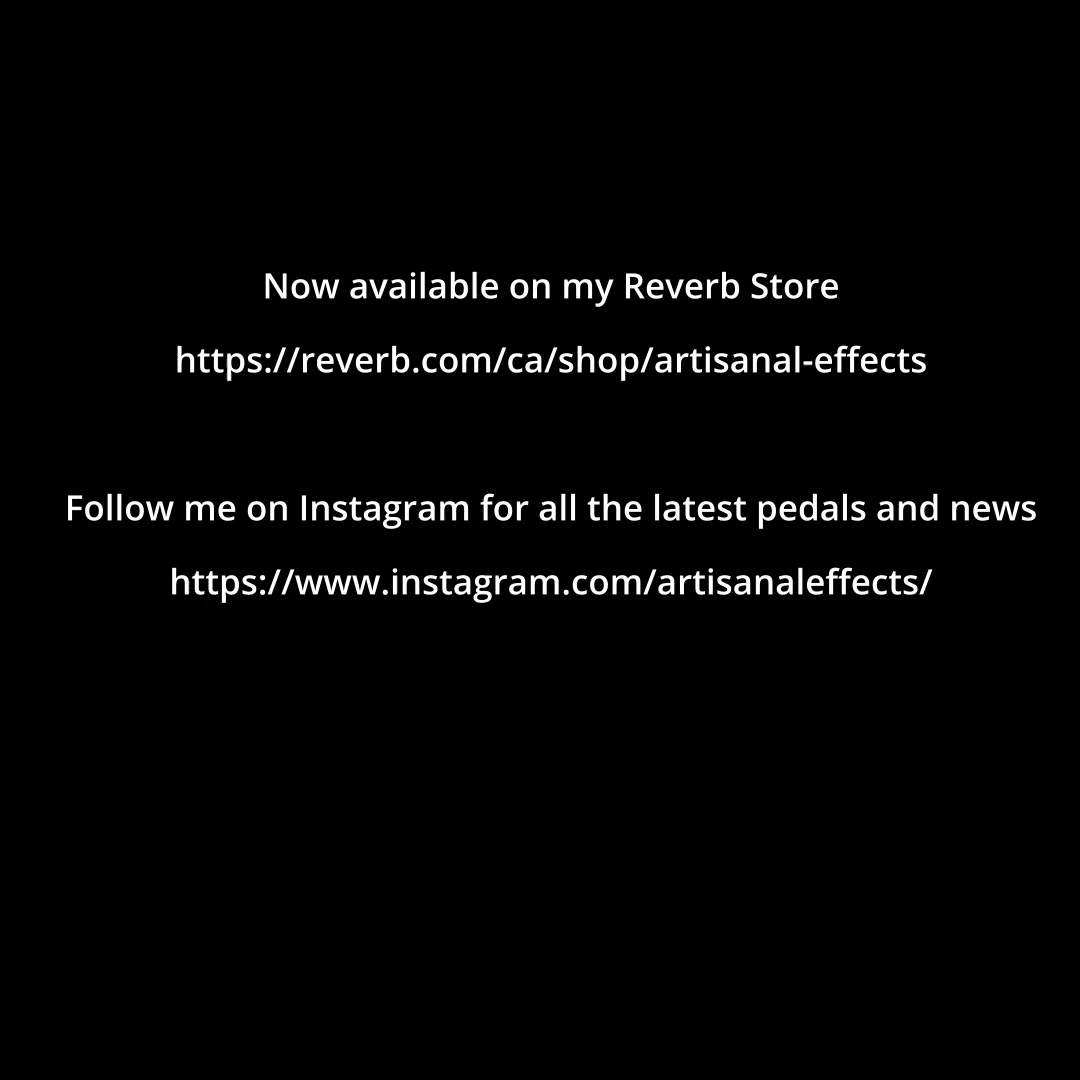 Now available on my Reverb Store
https://reverb.com/ca/shop/artisanal-effects
Follow me on Instagram for all the latest pedals and news
https://www.instagram.com/artisanaleffects/